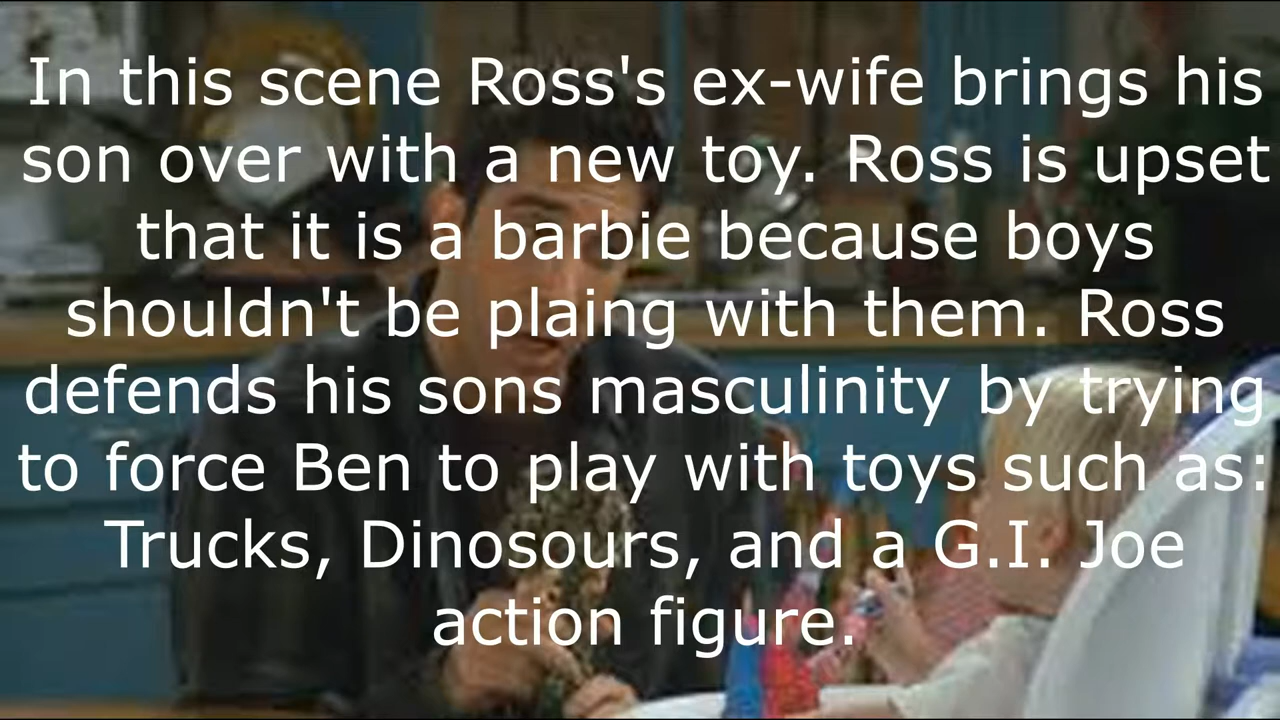 In this scene Ross's ex-wife brings his
son over with a new toy. Ross is upset
that it is a barbie because boys
shouldn't be plaing with them. Ross
defends his sons masculinity by trying
to force Ben to play with toys such as:
Trucks, Dinosours, and a G.I. Joe
action figure.